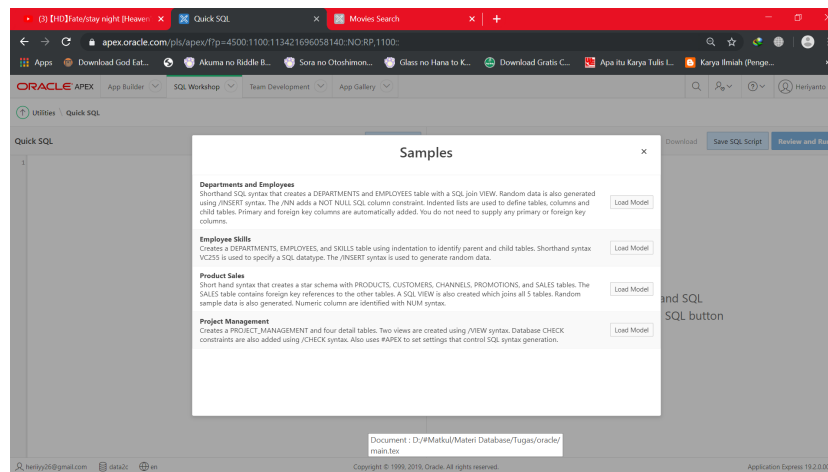 (3) [HD]Fate/stay night [Heaven
Quick SQL
Movies Search
apex.oracle.com/pls/apex/f?p=4500:1100:113421696058140::NO:RP,1100::
Apps
Download God Eat...
Akuma no Riddle B...
Sora no Otoshimon...
Glass no Hana to K...
Download Gratis C...
Apa itu Karya Tulis I...
Karya Ilmiah (Penge...
ORACLE APEX
App Builder
SQL Workshop
Team Development
App Gallery
Heriyanto
Utilities \ Quick SQL
Quick SQL
Download
Save SQL Script
Review and Run
1
Samples
Departments and Employees
Shorthand SQL syntax that creates a DEPARTMENTS and EMPLOYEES table with a SQL join VIEW. Random data is also generated
using /INSERT syntax. The /NN adds a NOT NULL SQL column constraint. Indented lists are used to define tables, columns and
child tables. Primary and foreign key columns are automatically added. You do not need to supply any primary or foreign key
columns.
Load Model
Employee Skills
Creates a DEPARTMENTS, EMPLOYEES, and SKILLS table using indentation to identify parent and child tables. Shorthand syntax
VC255 is used to specify a SQL datatype. The /INSERT syntax is used to generate random data.
Load Model
Product Sales
Short hand syntax that creates a star schema with PRODUCTS, CUSTOMERS, CHANNELS, PROMOTIONS, and SALES tables. The
SALES table contains foreign key references to the other tables. A SQL VIEW is also created which joins all 5 tables. Random
sample data is also generated. Numeric column are identified with NUM syntax.
Load Model
Project Management
Creates a PROJECT_MANAGEMENT and four detail tables. Two views are created using /VIEW syntax. Database CHECK
constraints are also added using /CHECK syntax. Also uses #APEX to set settings that control SQL syntax generation.
Load Model
and SQL
SQL button
Document : D:/#Matkul/Materi Database/Tugas/oracle/
main.tex
heriiyy26@gmail.com
data2c
en
Copyright © 1999, 2019, Oracle. All rights reserved.
Application Express 19.2.0.00